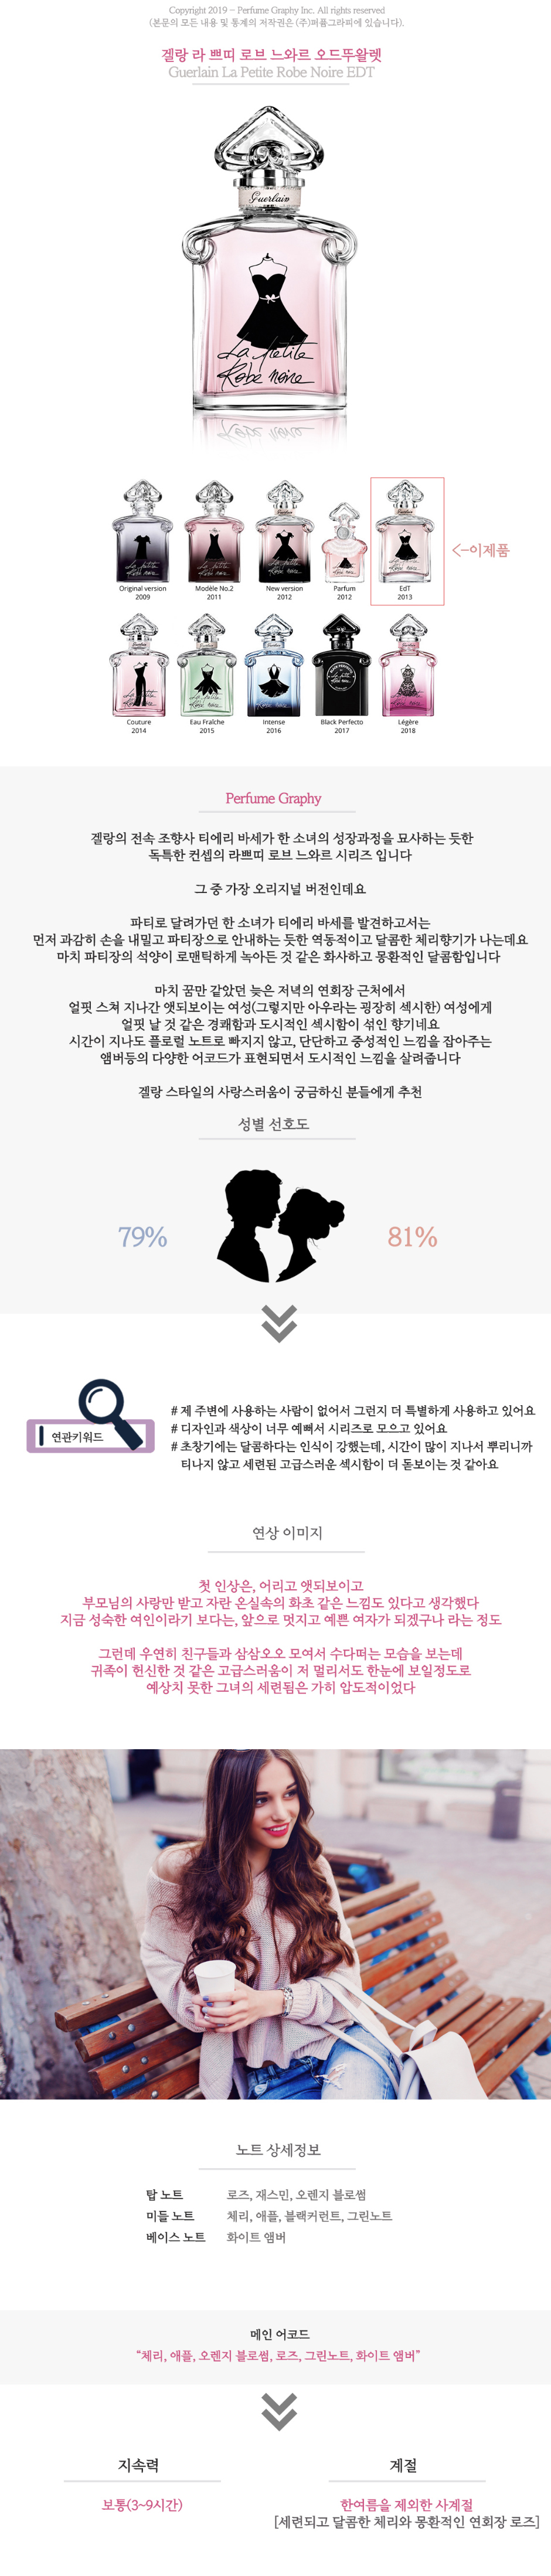 Copyright 2019 - Perfume Graphy Inc. All rights reserved
(본문의 모든 내용 및 통계의 저작권은 (주)퍼퓸그라피에 있습니다).
겔랑 라 쁘띠 로브 느와르 오드뚜왈렛
Guerlain La Petite Robe Noire EDT
Guerlain
La petite
Robe noire
Original version
2009
Modèle No.2
2011
New version
2012
Parfum
2012
EdT
2013
<-이제품
Couture
2014
Eau Fraîche
2015
Intense
2016
Black Perfecto
2017
Légère
2018
Perfume Graphy
겔랑의 전속 조향사 티에리 바세가 한 소녀의 성장과정을 묘사하는 듯한
독특한 컨셉의 라쁘띠 로브 느와르 시리즈 입니다
그 중 가장 오리지널 버전인데요
파티로 달려가던 한 소녀가 티에리 바세를 발견하고서는
먼저 과감히 손을 내밀고 파티장으로 안내하는 듯한 역동적이고 달콤한 체리향기가 나는데요
마치 파티장의 석양이 로맨틱하게 녹아든 것 같은 화사하고 몽환적인 달콤함입니다
마치 꿈만 같았던 늦은 저녁의 연회장 근처에서
얼핏 스쳐 지나간 앳되보이는 여성(그렇지만 아우라는 굉장히 섹시한) 여성에게
얼핏 날 것 같은 경쾌함과 도시적인 섹시함이 섞인 향기네요
시간이 지나도 플로럴 노트로 빠지지 않고, 단단하고 중성적인 느낌을 잡아주는
앰버등의 다양한 어코드가 표현되면서 도시적인 느낌을 살려줍니다
겔랑 스타일의 사랑스러움이 궁금하신 분들에게 추천
성별 선호도
79%
81%
연관키워드
# 제 주변에 사용하는 사람이 없어서 그런지 더 특별하게 사용하고 있어요
# 디자인과 색상이 너무 예뻐서 시리즈로 모으고 있어요
# 초창기에는 달콤하다는 인식이 강했는데, 시간이 많이 지나서 뿌리니까
티나지 않고 세련된 고급스러운 섹시함이 더 돋보이는 것 같아요
연상 이미지
첫 인상은, 어리고 앳되보이고
부모님의 사랑만 받고 자란 온실속의 화초 같은 느낌도 있다고 생각했다
지금 성숙한 여인이라기 보다는, 앞으로 멋지고 예쁜 여자가 되겠구나 라는 정도
그런데 우연히 친구들과 삼삼오오 모여서 수다떠는 모습을 보는데
귀족이 헌신한 것 같은 고급스러움이 저 멀리서도 한눈에 보일정도로
예상치 못한 그녀의 세련됨은 가히 압도적이었다
노트 상세정보
탑 노트 로즈, 재스민, 오렌지 블로썸
미들 노트 체리, 애플, 블랙커런트, 그린노트
베이스 노트 화이트 앰버
메인 어코드
“체리, 애플, 오렌지 블로썸, 로즈, 그린노트, 화이트 앰버”
지속력
보통(3~9시간)
계절
한여름을 제외한 사계절
[세련되고 달콤한 체리와 몽환적인 연회장 로즈]